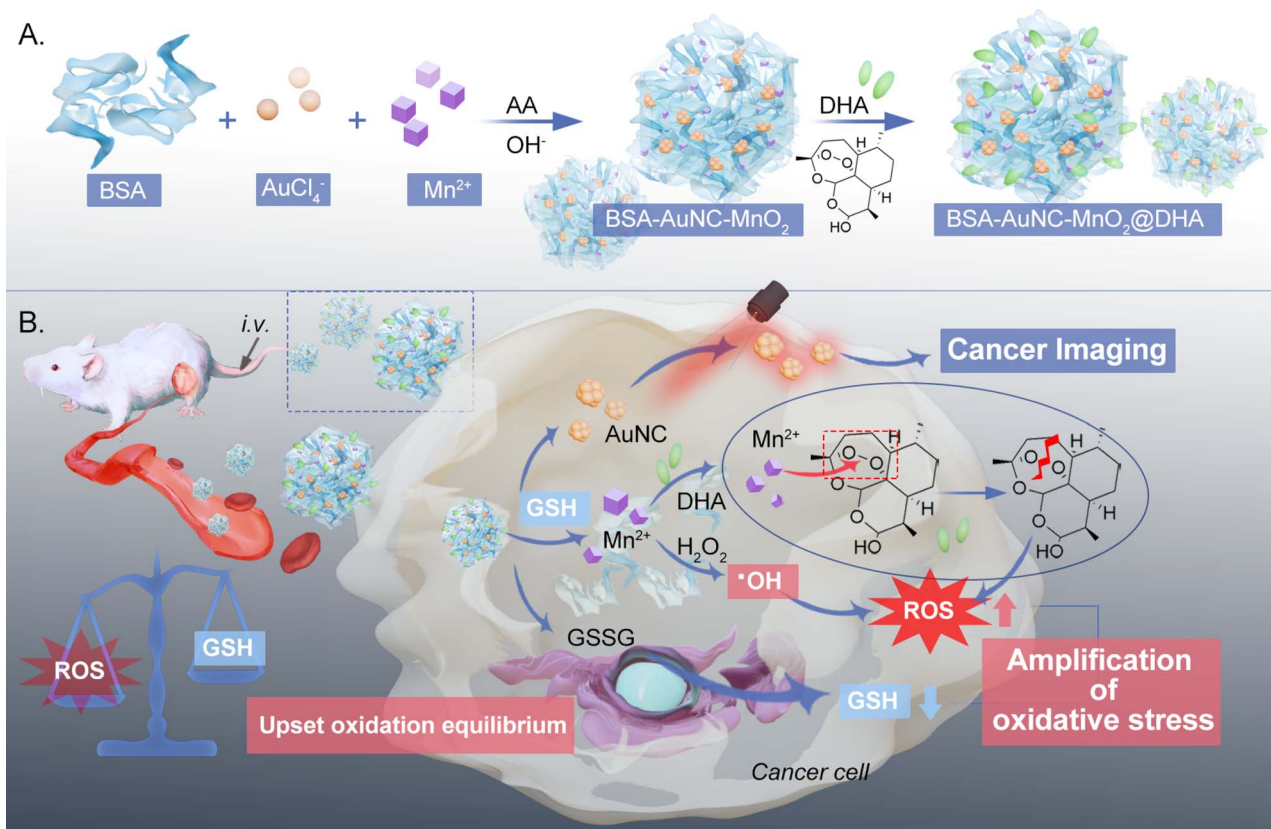 A.
BSA
+
AuCl₄⁻
+
Mn²⁺
AA
OH⁻
BSA-AuNC-MnO₂
DHA
H
O
O
O
O
H
HO
BSA-AuNC-MnO₂@DHA
B.
i.v.
Cancer Imaging
AuNC
GSH
Mn²⁺
DHA
H₂O₂
•OH
GSSG
Mn²⁺
H
O
O
O
O
H
HO
H
O
O
O
H
HO
ROS
GSH
ROS
Amplification
of
oxidative stress
GSH
Upset oxidation equilibrium
Cancer cell